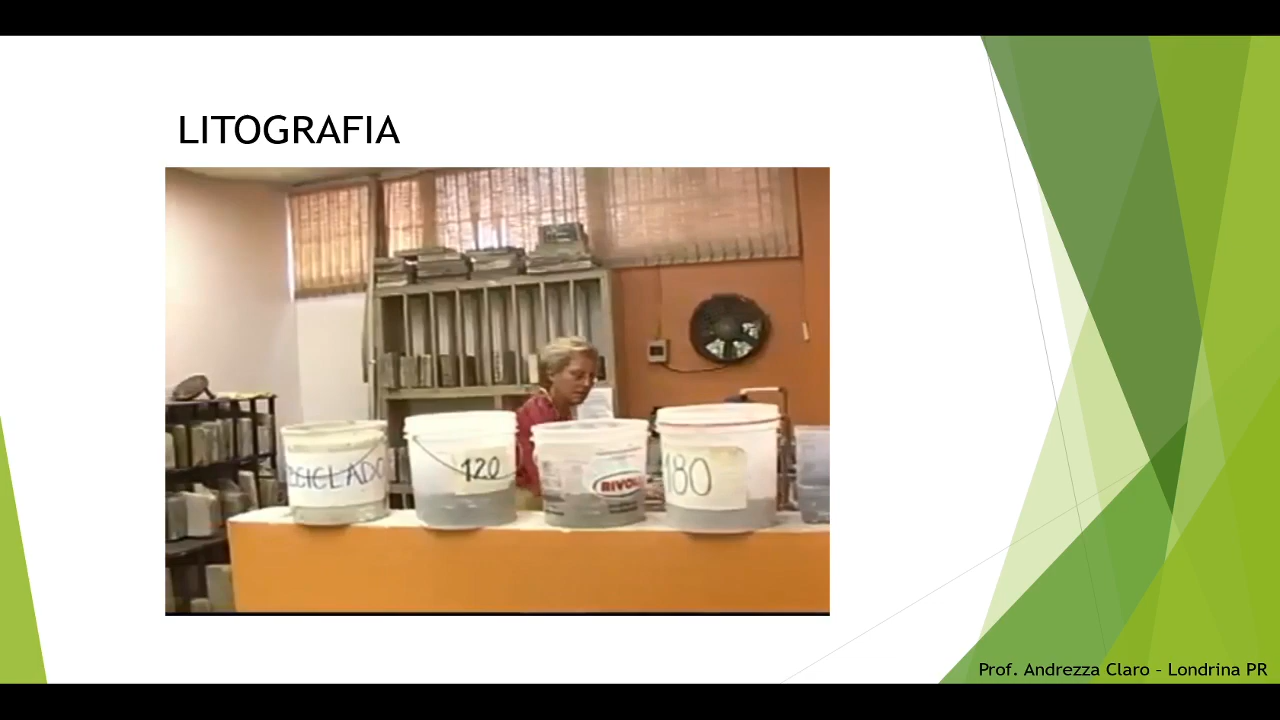 LITOGRAFIA
RECICLADO
120
RIVOLI
180
Prof. Andrezza Claro – Londrina PR